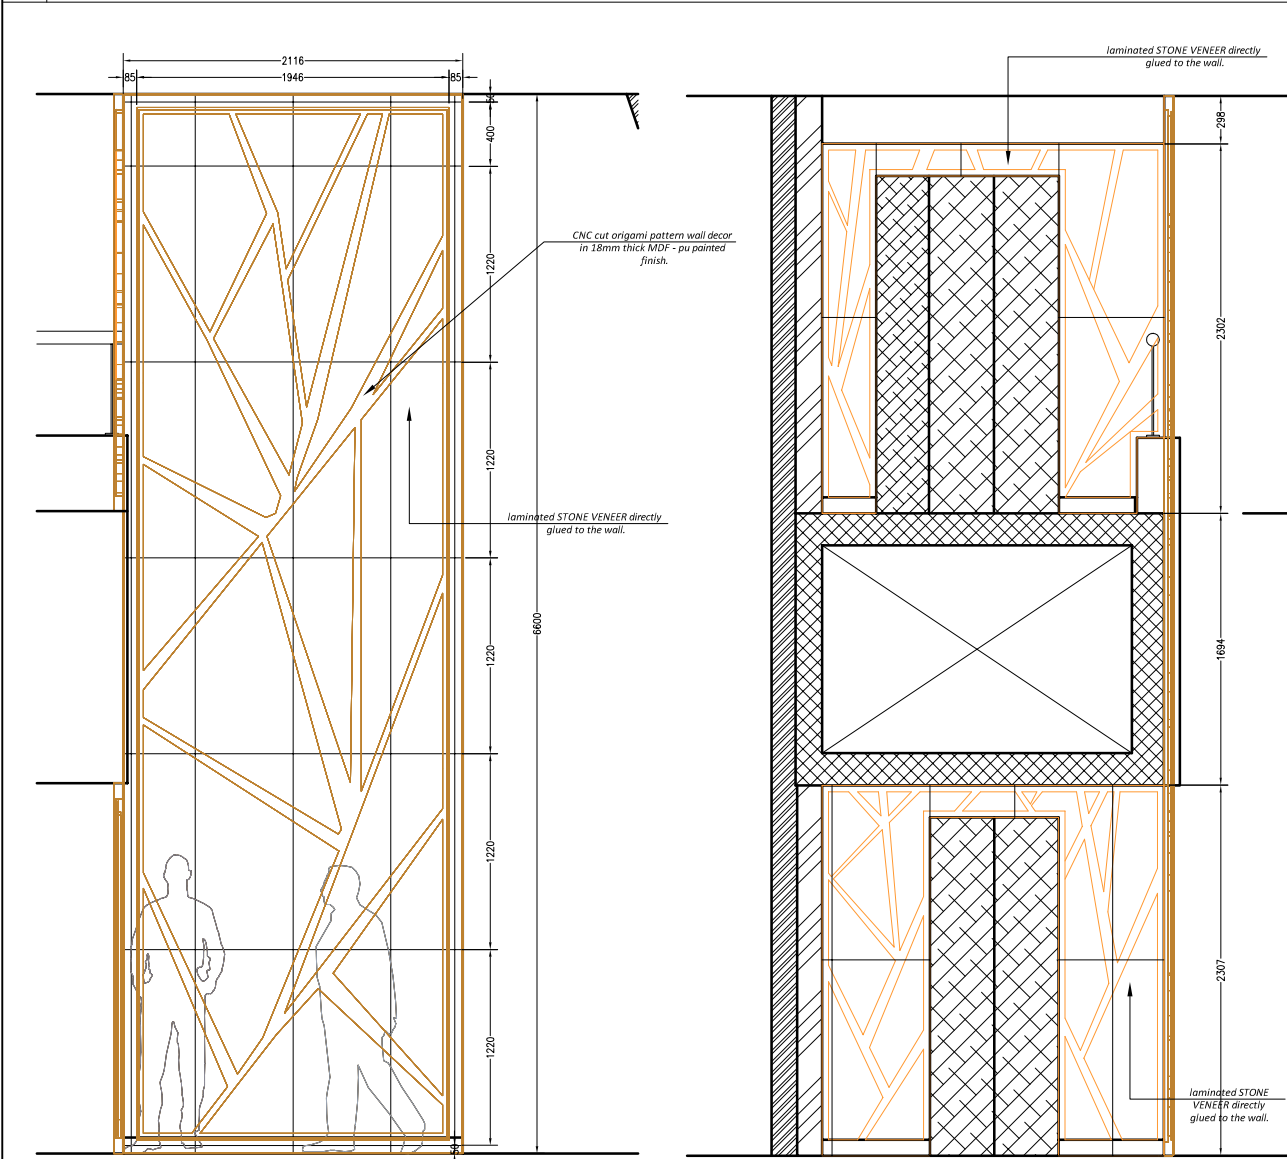 2116
85
1946
85
50
400
1220
1220
1220
1220
1220
50
6600
CNC cut origami pattern wall decor
in 18mm thick MDF - pu painted
finish.
laminated STONE VENEER directly
glued to the wall.
laminated STONE VENEER directly
glued to the wall.
298
2302
1694
2307
laminated STONE
VENEER directly
glued to the wall.